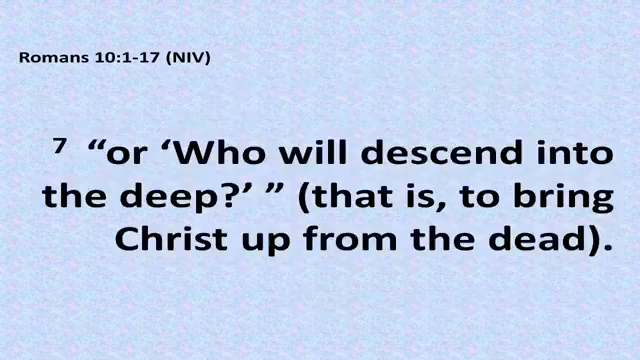 Romans 10:1-17 (NIV)
7 “or ‘Who will descend into
the deep?’ ” (that is, to bring
Christ up from the dead).